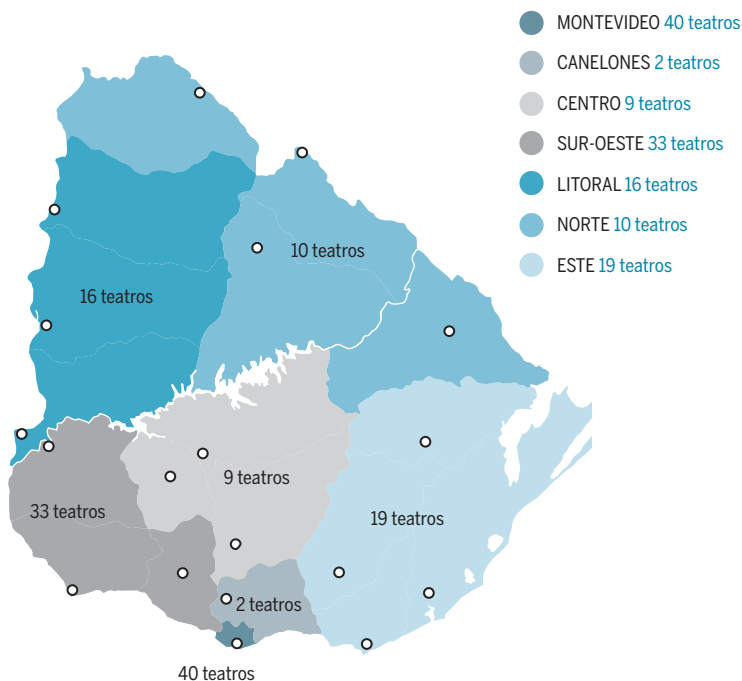 MONTEVIDEO 40 teatros
CANELONES 2 teatros
CENTRO 9 teatros
SUR-OESTE 33 teatros
LITORAL 16 teatros
NORTE 10 teatros
ESTE 19 teatros
10 teatros
16 teatros
9 teatros
33 teatros
19 teatros
2 teatros
40 teatros